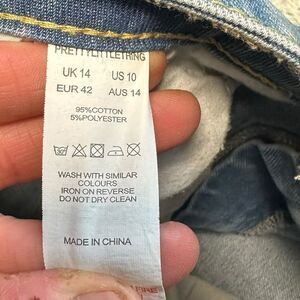 PRETTYLITTLETHING
UK 14 US 10
EUR 42 AUS 14
95%COTTON
5%POLYESTER
WASH WITH SIMILAR
COLOURS
IRON ON REVERSE
DO NOT DRY CLEAN
MADE IN CHINA